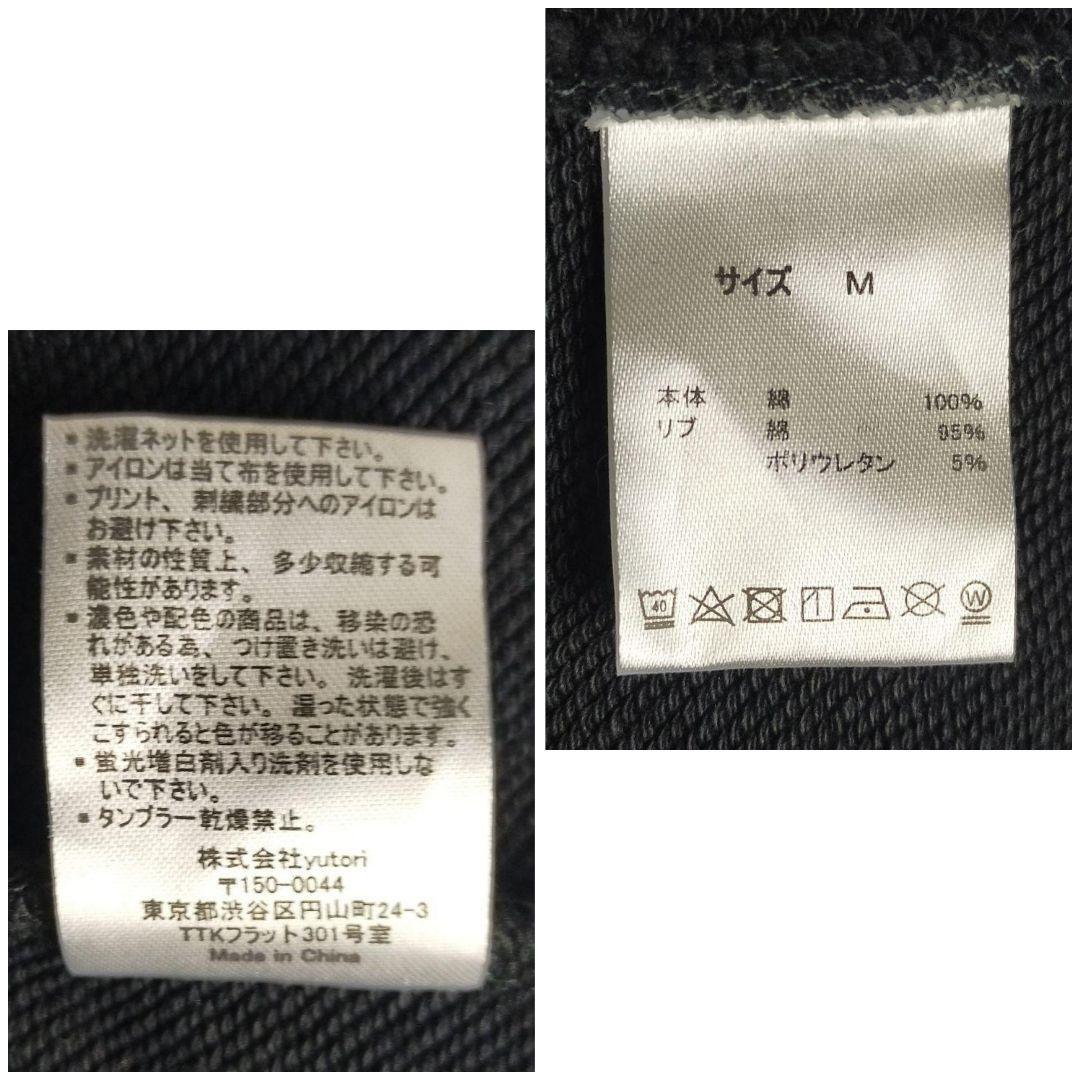 ■ 洗濯ネットを使用して下さい。
■ アイロンは当て布を使用して下さい。
■ プリント、刺繍部分へのアイロンは
お避け下さい。
■ 素材の性質上、多少収縮する可
能性があります。
■ 濃色や配色の商品は、移染の恐
れがある為、つけ置き洗いは避け、
単独洗いをして下さい。洗濯後はす
ぐに干して下さい。湿った状態で強く
こすられると色が移ることがあります。
■ 蛍光増白剤入り洗剤を使用しな
いで下さい。
■ タンブラー乾燥禁止。
株式会社yutori
〒150-0044
東京都渋谷区円山町24-3
TTKフラット301号室
Made in China
サイズ M
本体 綿 100%
リブ 綿 95%
ポリウレタン 5%
40 W